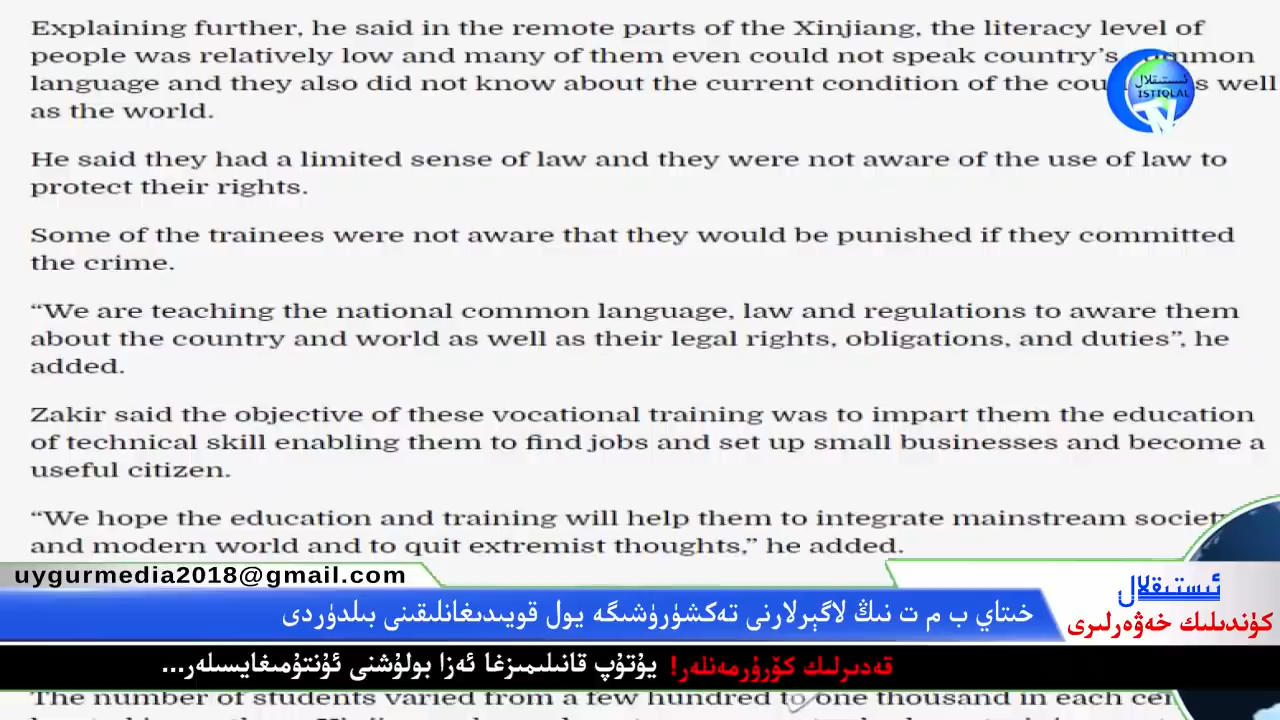 Explaining further, he said in the remote parts of the Xinjiang, the literacy level of
people was relatively low and many of them even could not speak country's common
language and they also did not know about the current condition of the cou s well
as the world.
ئىستىقلال
ISTIQLAL
TV
He said they had a limited sense of law and they were not aware of the use of law to
protect their rights.
Some of the trainees were not aware that they would be punished if they committed
the crime.
“We are teaching the national common language, law and regulations to aware them
about the country and world as well as their legal rights, obligations, and duties”, he
added.
Zakir said the objective of these vocational training was to impart them the education
of technical skill enabling them to find jobs and set up small businesses and become a
useful citizen.
“We hope the education and training will help them to integrate mainstream society
and modern world and to quit extremist thoughts,” he added.
uygurmedia2018@gmail.com
ئىستىقلال
كۈندىلىك خەۋەرلىرى
خىتاي ب م ت نىڭ لاگېرلارنى تەكشۈرۈشىگە يول قويىدىغانلىقىنى بىلدۈردى
قەدىرلىك كۆرۈرمەنلەر! يۇتۇپ قانىلىمىزغا ئەزا بولۇشنى ئۇنتۇمىغايسىلەر...
The number of students varied from a few hundred to one thousand in each cen